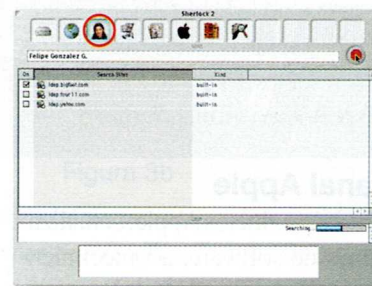 Sherlock 2
Felipe Gonzalez G.
On Search Sites Kind
ldap.bigfoot.com built-in
ldap.four11.com built-in
ldap.yahoo.com built-in
Searching